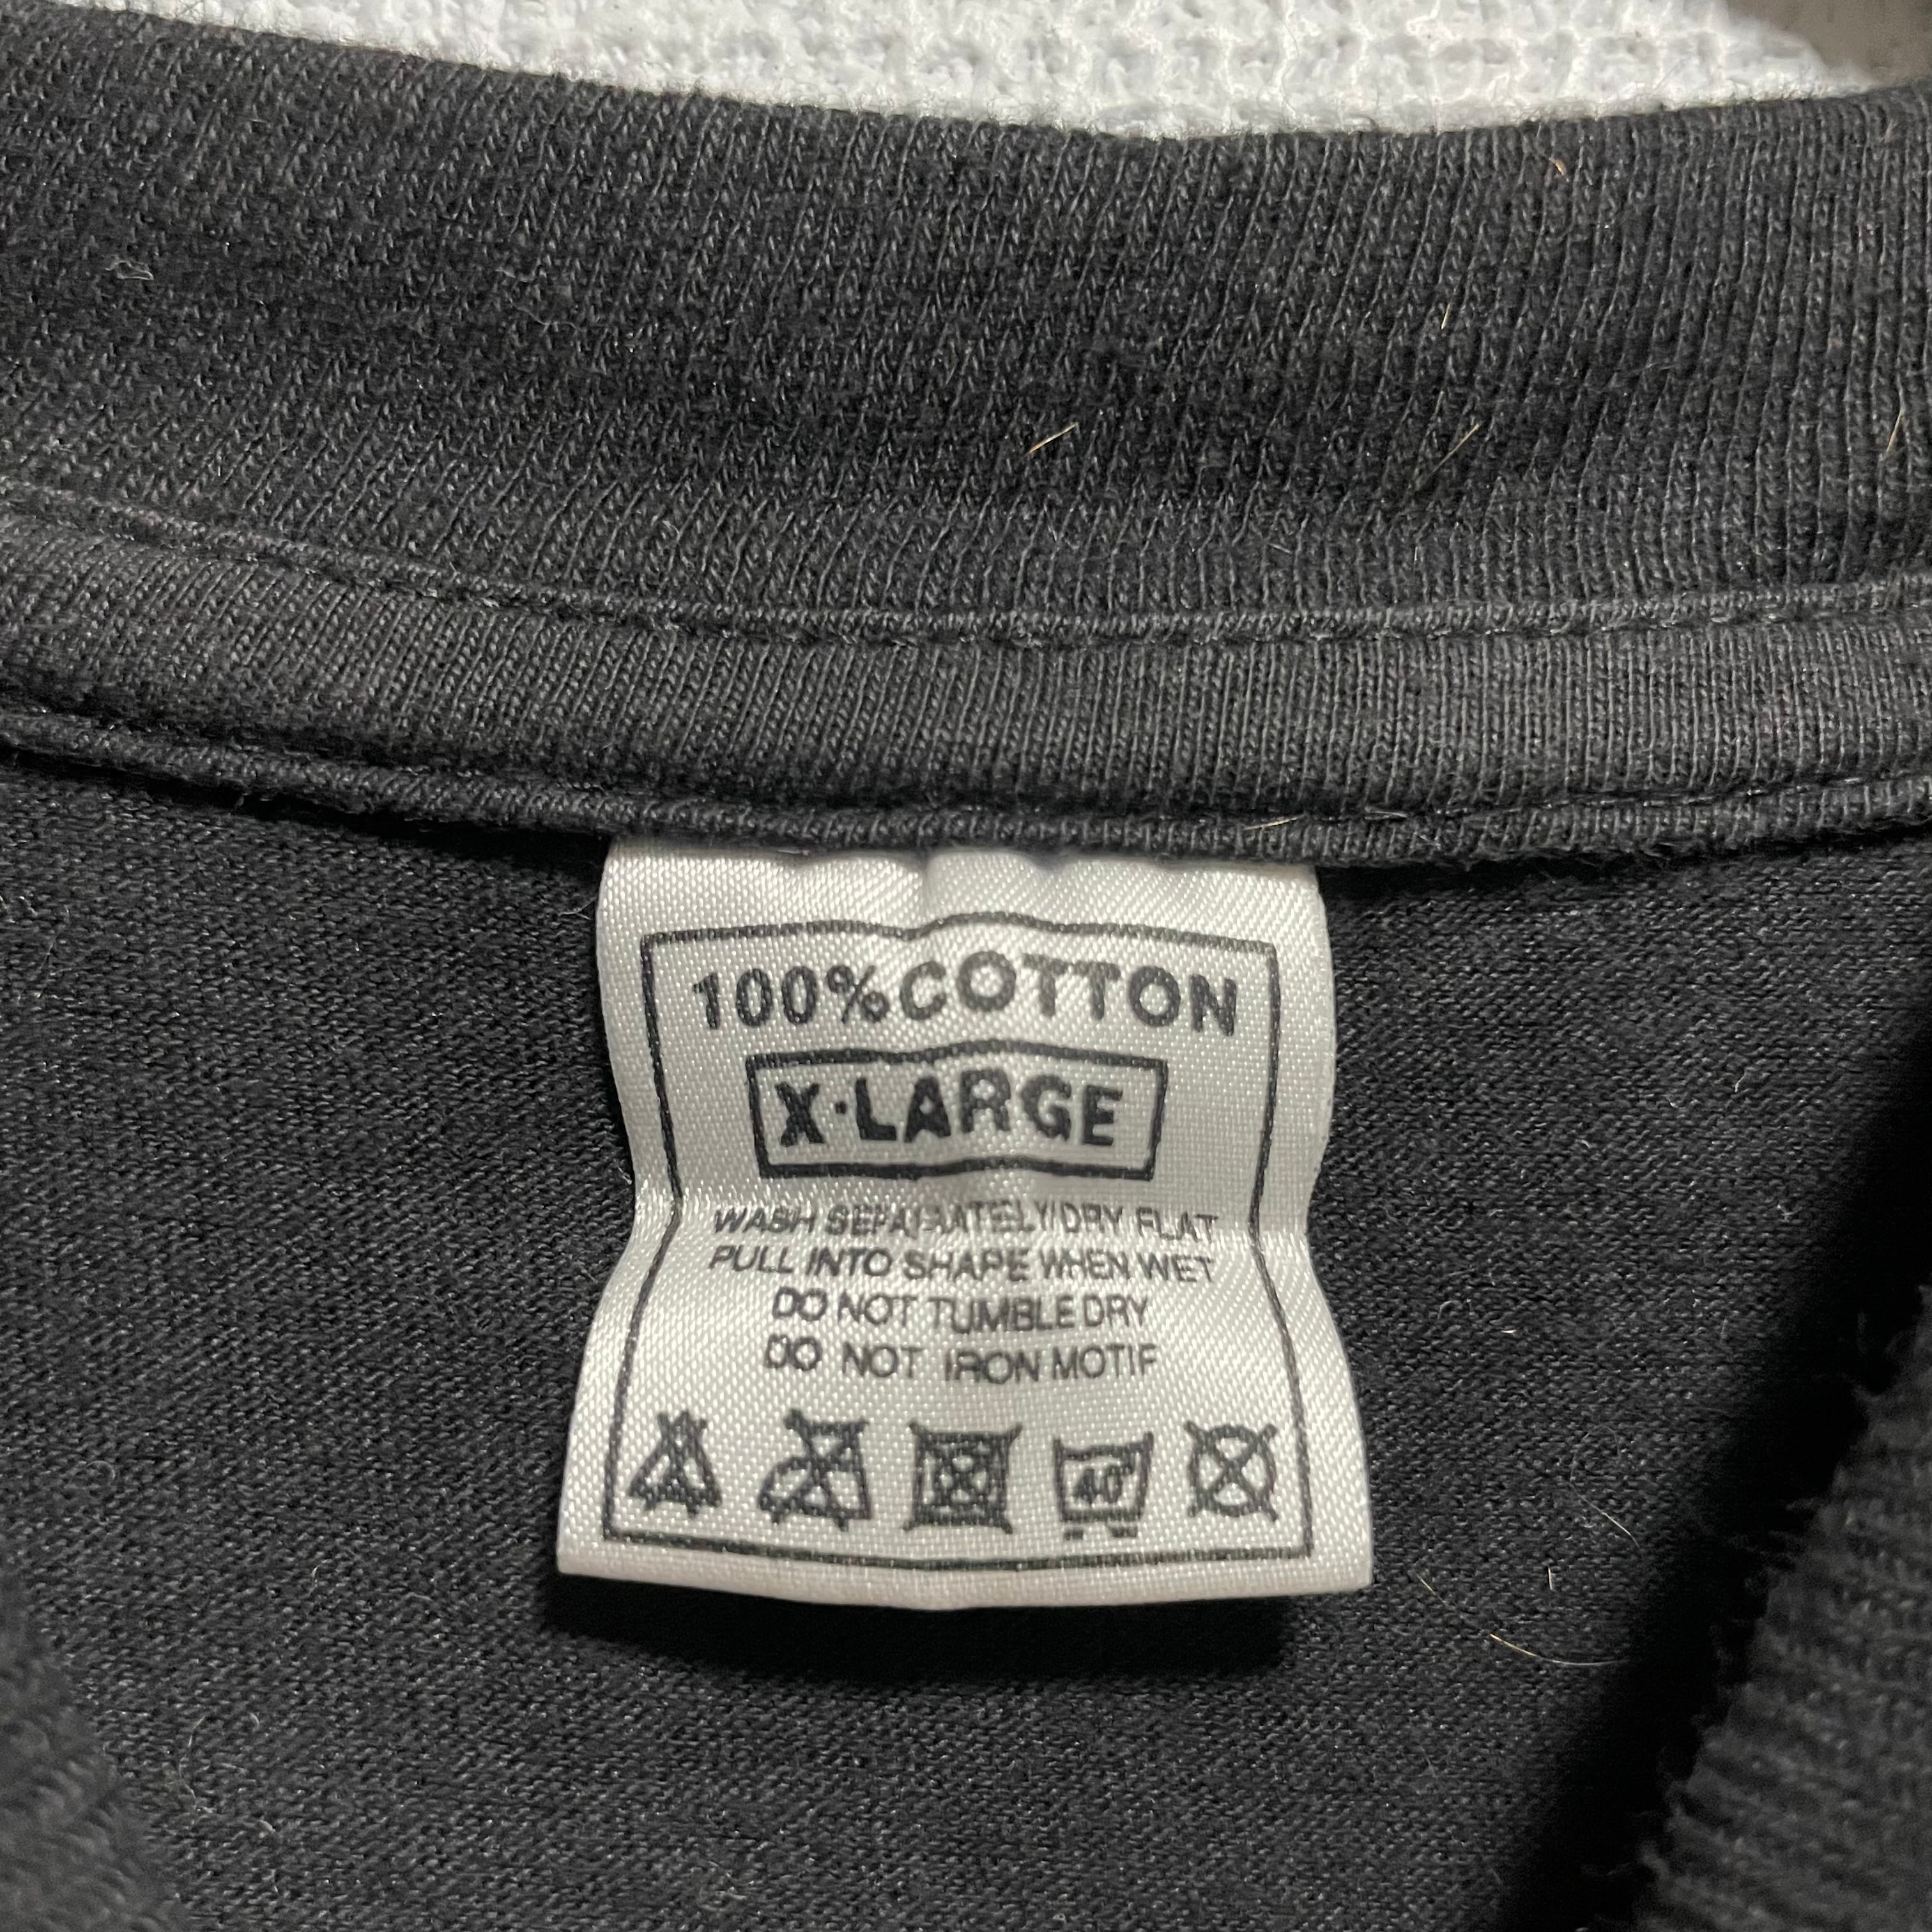 100% COTTON
X-LARGE
WASH SEPARATELY/DRY FLAT
PULL INTO SHAPE WHEN WET
DO NOT TUMBLE DRY
DO NOT IRON MOTIF
40°